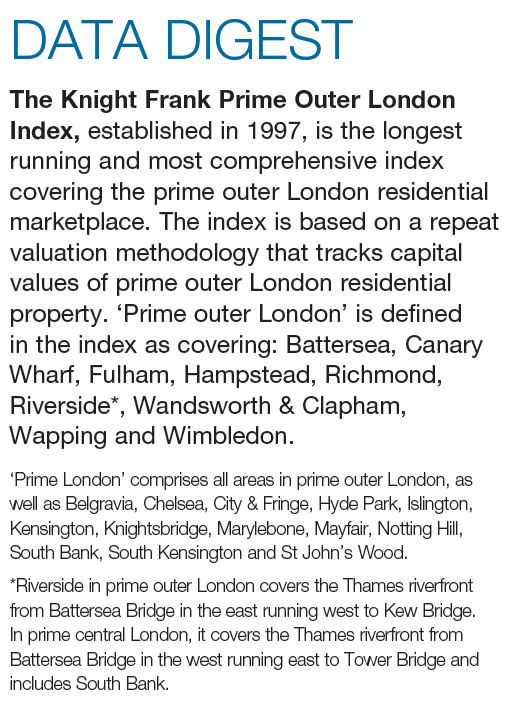 DATA DIGEST
The Knight Frank Prime Outer London
Index, established in 1997, is the longest
running and most comprehensive index
covering the prime outer London residential
marketplace. The index is based on a repeat
valuation methodology that tracks capital
values of prime outer London residential
property. ‘Prime outer London’ is defined
in the index as covering: Battersea, Canary
Wharf, Fulham, Hampstead, Richmond,
Riverside*, Wandsworth & Clapham,
Wapping and Wimbledon.
‘Prime London’ comprises all areas in prime outer London, as
well as Belgravia, Chelsea, City & Fringe, Hyde Park, Islington,
Kensington, Knightsbridge, Marylebone, Mayfair, Notting Hill,
South Bank, South Kensington and St John’s Wood.
*Riverside in prime outer London covers the Thames riverfront
from Battersea Bridge in the east running west to Kew Bridge.
In prime central London, it covers the Thames riverfront from
Battersea Bridge in the west running east to Tower Bridge and
includes South Bank.